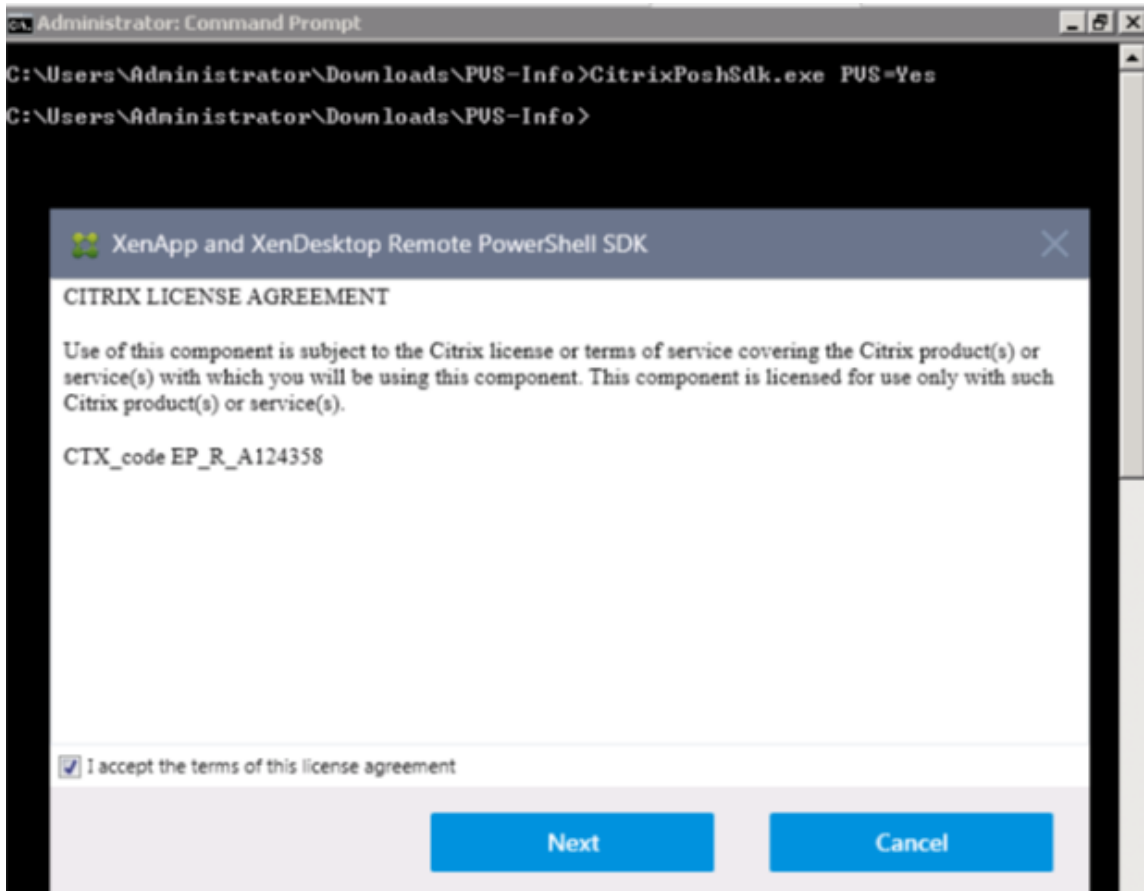 Administrator: Command Prompt
C:\Users\Administrator\Downloads\PVS-Info>CitrixPoshSdk.exe PVS=Yes
C:\Users\Administrator\Downloads\PVS-Info>
XenApp and XenDesktop Remote PowerShell SDK
CITRIX LICENSE AGREEMENT
Use of this component is subject to the Citrix license or terms of service covering the Citrix product(s) or
service(s) with which you will be using this component. This component is licensed for use only with such
Citrix product(s) or service(s).
CTX_code EP_R_A124358
I accept the terms of this license agreement
Next
Cancel